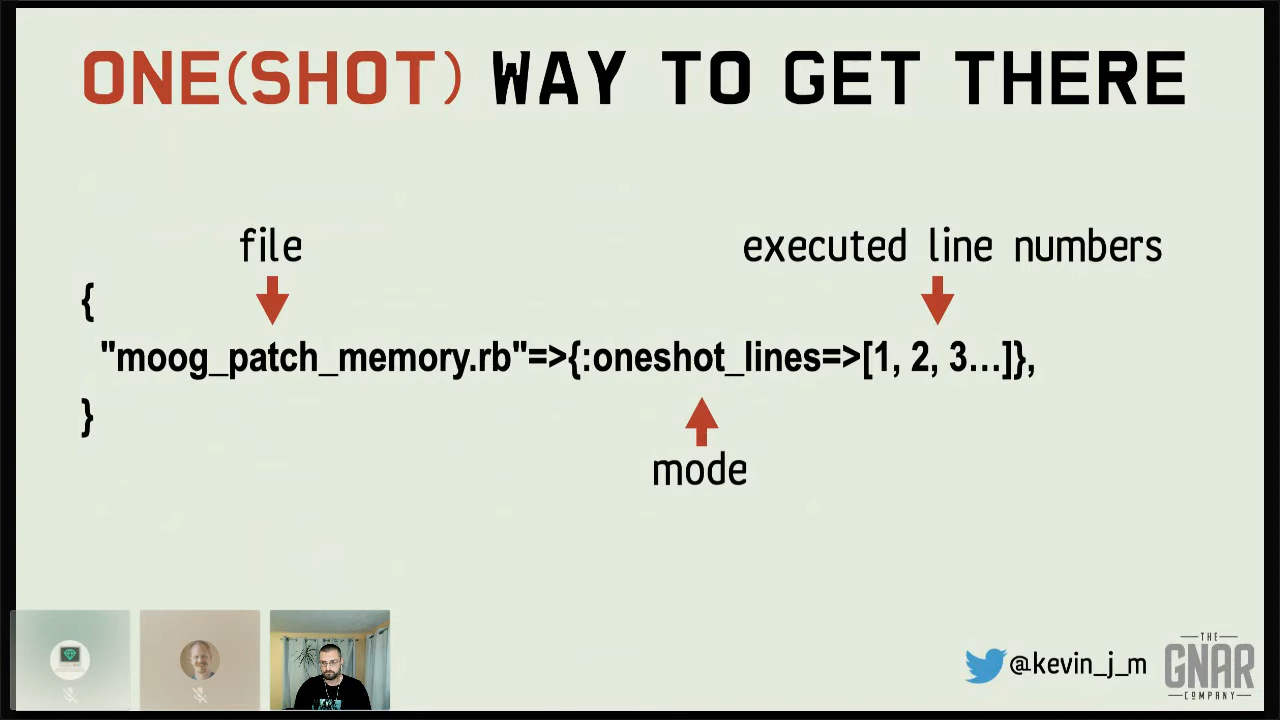 ONE(SHOT) WAY TO GET THERE
file
executed line numbers
{
"moog_patch_memory.rb"=>{:oneshot_lines=>[1, 2, 3…]},
}
mode
@kevin_j_m
THE
GNAR
COMPANY